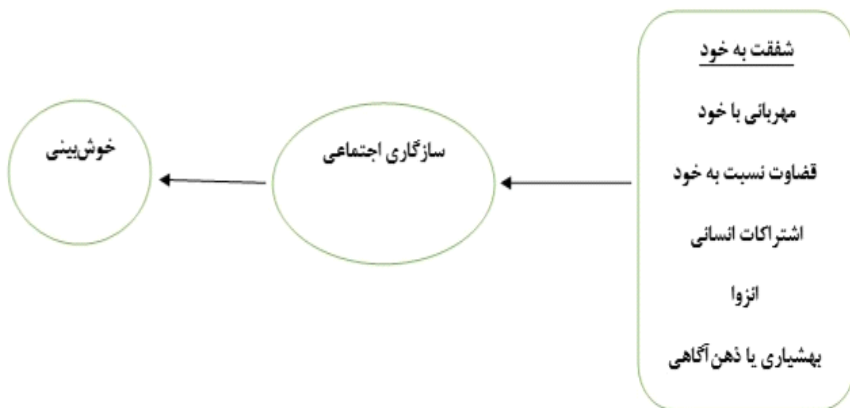 شفقت به خود
مهربانی با خود
قضاوت نسبت به خود
اشتراکات انسانی
انزوا
بهشیاری یا ذهن‌آگاهی
سازگاری اجتماعی
خوش‌بینی